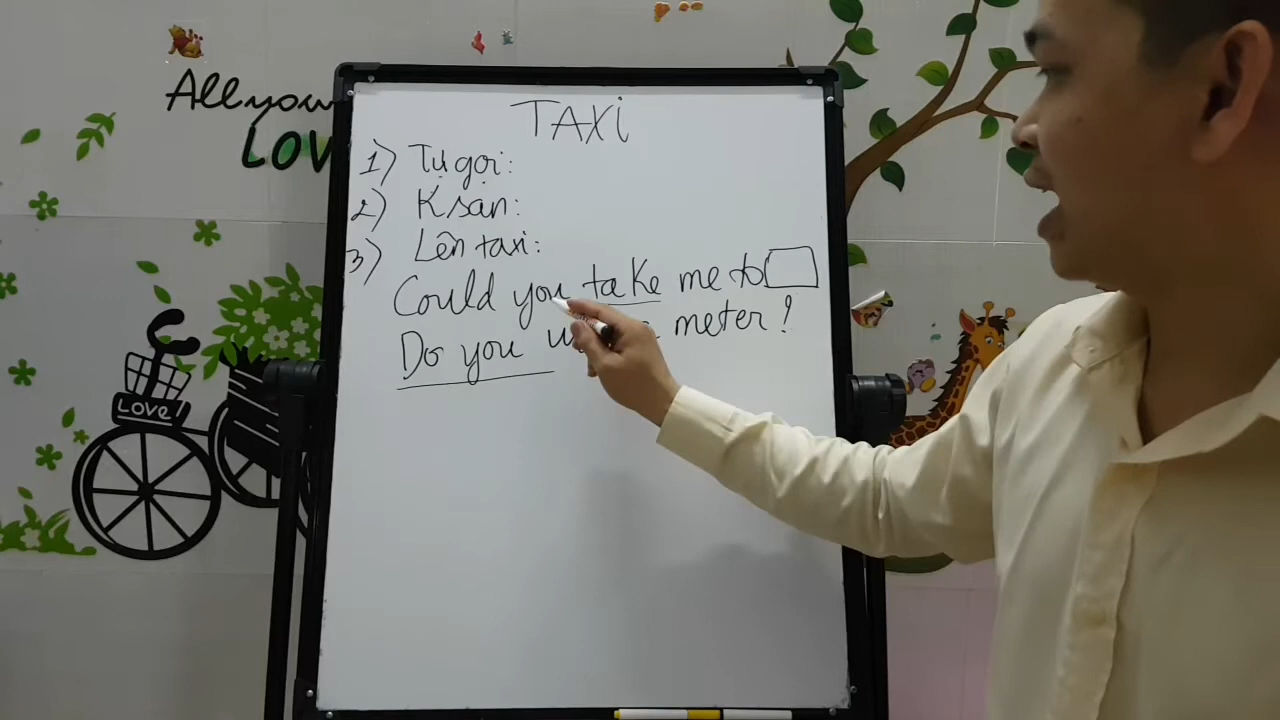 All you
LOV
Love!
TAXi
1) Tự gọi:
2) K/sạn:
3) Lên taxi:
Could you take me to
Do you meter?